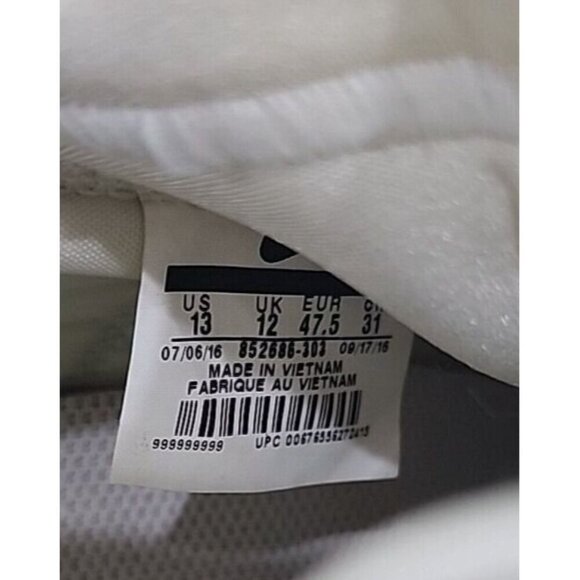 US UK EUR cm
13 12 47.5 31
07/06/16 852686-303 09/17/16
MADE IN VIETNAM
FABRIQUE AU VIETNAM
999999999 UPC